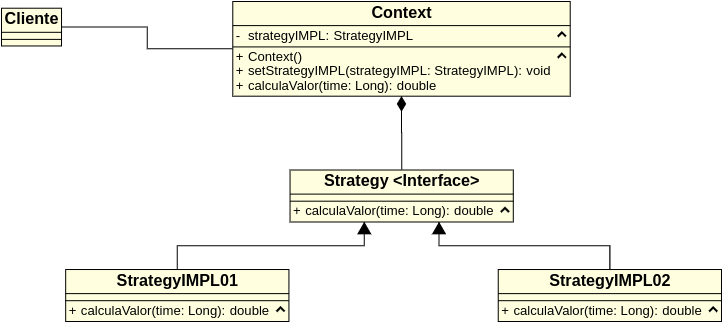 Cliente
Context
- strategyIMPL: StrategyIMPL
+ Context()
+ setStrategyIMPL(strategyIMPL: StrategyIMPL): void
+ calculaValor(time: Long): double
Strategy <Interface>
+ calculaValor(time: Long): double
StrategyIMPL01
+ calculaValor(time: Long): double
StrategyIMPL02
+ calculaValor(time: Long): double